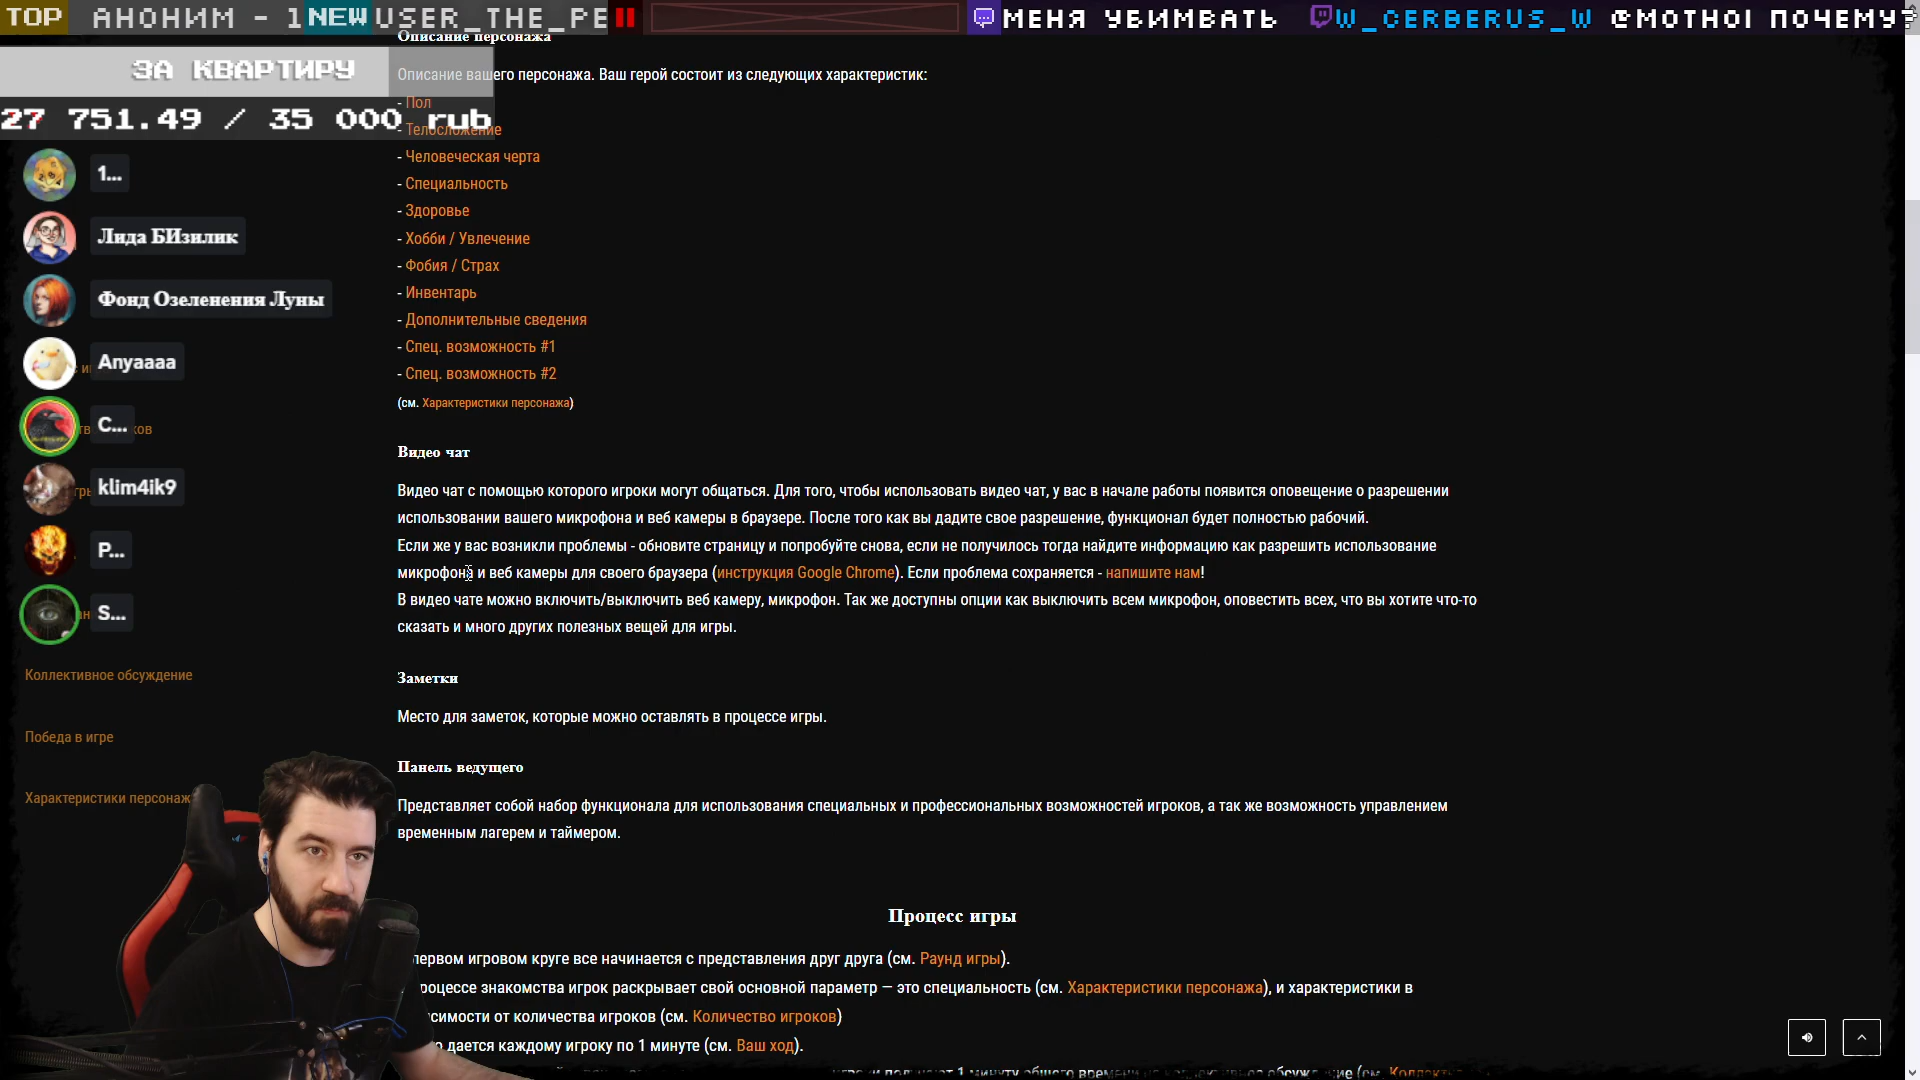 TOP АНОНИМ - 1 NEW USER_THE_PE
МЕНЯ УБИМВАТЬ W_CERBERUS_W @MOTHOI ПОЧЕМУ?
ЗА КВАРТИРУ
27 751.49 / 35 000 rub
1...
Лида БИзилик
Фонд Озеленения Луны
Anyaaaa
C...
klim4ik9
P...
S...
Коллективное обсуждение
Победа в игре
Характеристики персонаж
Описание персонажа
Описание вашего персонажа. Ваш герой состоит из следующих характеристик:
- Пол
- Телосложение
- Человеческая черта
- Специальность
- Здоровье
- Хобби / Увлечение
- Фобия / Страх
- Инвентарь
- Дополнительные сведения
- Спец. возможность #1
- Спец. возможность #2
(см. Характеристики персонажа)
Видео чат
Видео чат с помощью которого игроки могут общаться. Для того, чтобы использовать видео чат, у вас в начале работы появится оповещение о разрешении
использовании вашего микрофона и веб камеры в браузере. После того как вы дадите свое разрешение, функционал будет полностью рабочий.
Если же у вас возникли проблемы - обновите страницу и попробуйте снова, если не получилось тогда найдите информацию как разрешить использование
микрофона и веб камеры для своего браузера (инструкция Google Chrome). Если проблема сохраняется - напишите нам!
В видео чате можно включить/выключить веб камеру, микрофон. Так же доступны опции как выключить всем микрофон, оповестить всех, что вы хотите что-то
сказать и много других полезных вещей для игры.
Заметки
Место для заметок, которые можно оставлять в процессе игры.
Панель ведущего
Представляет собой набор функционала для использования специальных и профессиональных возможностей игроков, а так же возможность управлением
временным лагерем и таймером.
Процесс игры
первом игровом круге все начинается с представления друг друга (см. Раунд игры).
роцессе знакомства игрок раскрывает свой основной параметр — это специальность (см. Характеристики персонажа), и характеристики в
симости от количества игроков (см. Количество игроков)
дается каждому игроку по 1 минуте (см. Ваш ход).